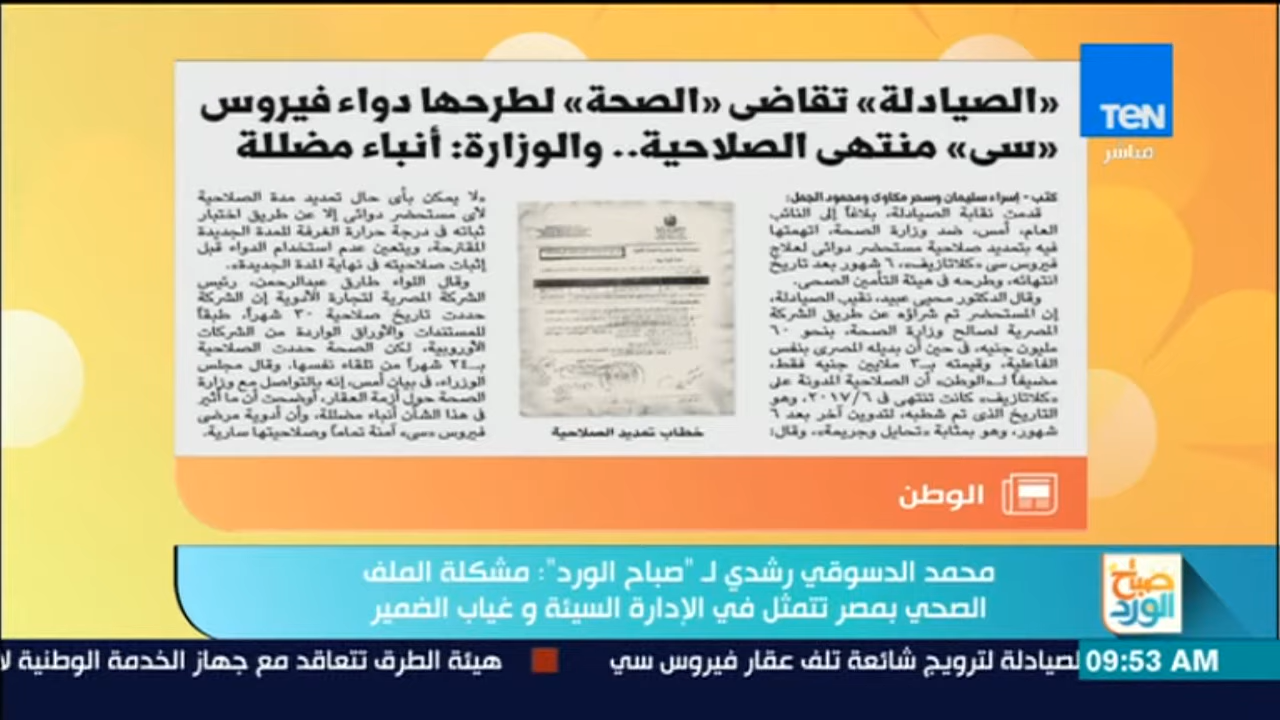 «الصيادلة» تقاضى «الصحة» لطرحها دواء فيروس
«سى» منتهى الصلاحية.. والوزارة: أنباء مضللة
TEN
مباشر
كتب - إسراء سليمان وسحر مكاوى ومحمود الجمل:
قدمت نقابة الصيادلة، بلاغاً إلى النائب
العام، أمس، ضد وزارة الصحة، اتهمتها
فيه بتمديد صلاحية مستحضر دوائى لعلاج
فيروس سى «كلاتازيف»، ٦ شهور بعد تاريخ
انتهائه، وطرحه فى هيئة التأمين الصحى.
وقال الدكتور محيى عبيد، نقيب الصيادلة،
إن المستحضر تم شراؤه عن طريق الشركة
المصرية لصالح وزارة الصحة، بنحو ٦٠
مليون جنيه، فى حين أن بديله المصرى بنفس
الفاعلية، وقيمته بـ٣ ملايين جنيه فقط،
مضيفاً لـ«الوطن» أن الصلاحية المدونة على
«كلاتازيف» كانت تنتهى فى ٢٠١٧/٦، وهو
التاريخ الذى تم شطبه، لتدوين آخر بعد ٦
شهور، وهو بمثابة «تحايل وجريمة»، وقال:
خطاب تمديد الصلاحية
«لا يمكن بأى حال تمديد مدة الصلاحية
لأى مستحضر دوائى إلا عن طريق اختبار
ثباته فى درجة حرارة الغرفة للمدة الجديدة
المقترحة، ويتعين عدم استخدام الدواء قبل
إثبات صلاحيته فى نهاية المدة الجديدة».
وقال اللواء طارق عبدالرحمن، رئيس
الشركة المصرية لتجارة الأدوية إن الشركة
حددت تاريخ صلاحية ٣٠ شهراً، طبقاً
للمستندات والأوراق الواردة من الشركات
الأوروبية، لكن الصحة حددت الصلاحية
بـ٢٤ شهراً من تلقاء نفسها. وقال مجلس
الوزراء، فى بيان أمس، إنه بالتواصل مع وزارة
الصحة حول أزمة العقار، أوضحت أن ما أثير
فى هذا الشأن أنباء مضللة، وأن أدوية مرضى
فيروس «سى» آمنة تماماً وصلاحيتها سارية.
الوطن
محمد الدسوقي رشدي لـ "صباح الورد": مشكلة الملف
الصحي بمصر تتمثل في الإدارة السيئة و غياب الضمير
صباح
الورد
09:53 AM
لصيادلة لترويج شائعة تلف عقار فيروس سي
هيئة الطرق تتعاقد مع جهاز الخدمة الوطنية لا